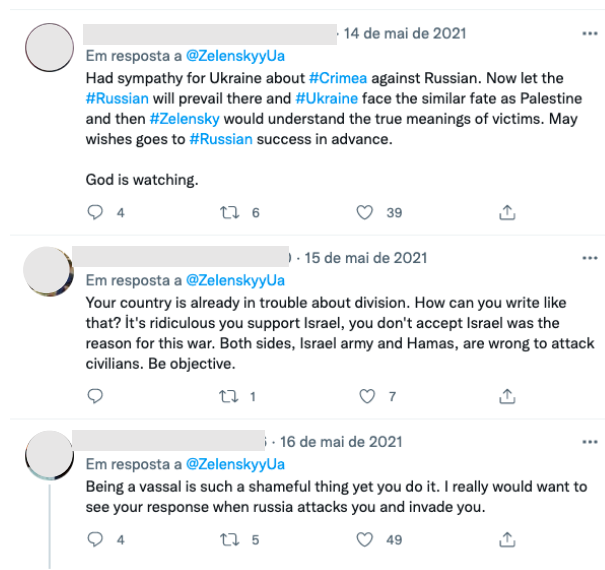 · 14 de mai de 2021
Em resposta a @ZelenskyyUa
Had sympathy for Ukraine about #Crimea against Russian. Now let the
#Russian will prevail there and #Ukraine face the similar fate as Palestine
and then #Zelensky would understand the true meanings of victims. May
wishes goes to #Russian success in advance.
God is watching.
4 6 39
· 15 de mai de 2021
Em resposta a @ZelenskyyUa
Your country is already in trouble about division. How can you write like
that? İt's ridiculous you support Israel, you don't accept Israel was the
reason for this war. Both sides, Israel army and Hamas, are wrong to attack
civilians. Be objective.
1 7
· 16 de mai de 2021
Em resposta a @ZelenskyyUa
Being a vassal is such a shameful thing yet you do it. I really would want to
see your response when russia attacks you and invade you.
4 5 49